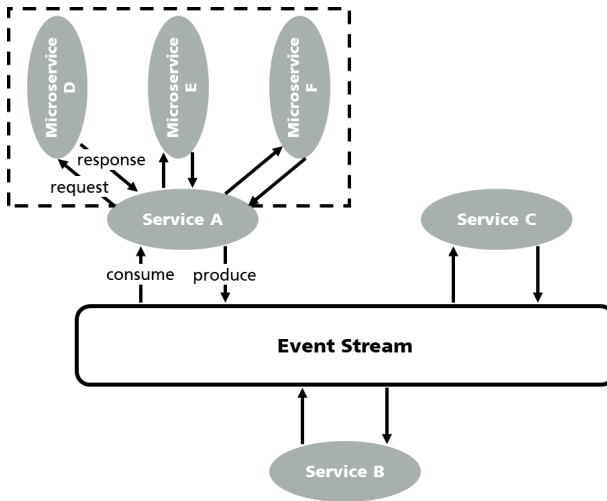 Microservice
D
Microservice
E
Microservice
F
response
request
Service A
Service C
consume
produce
Event Stream
Service B